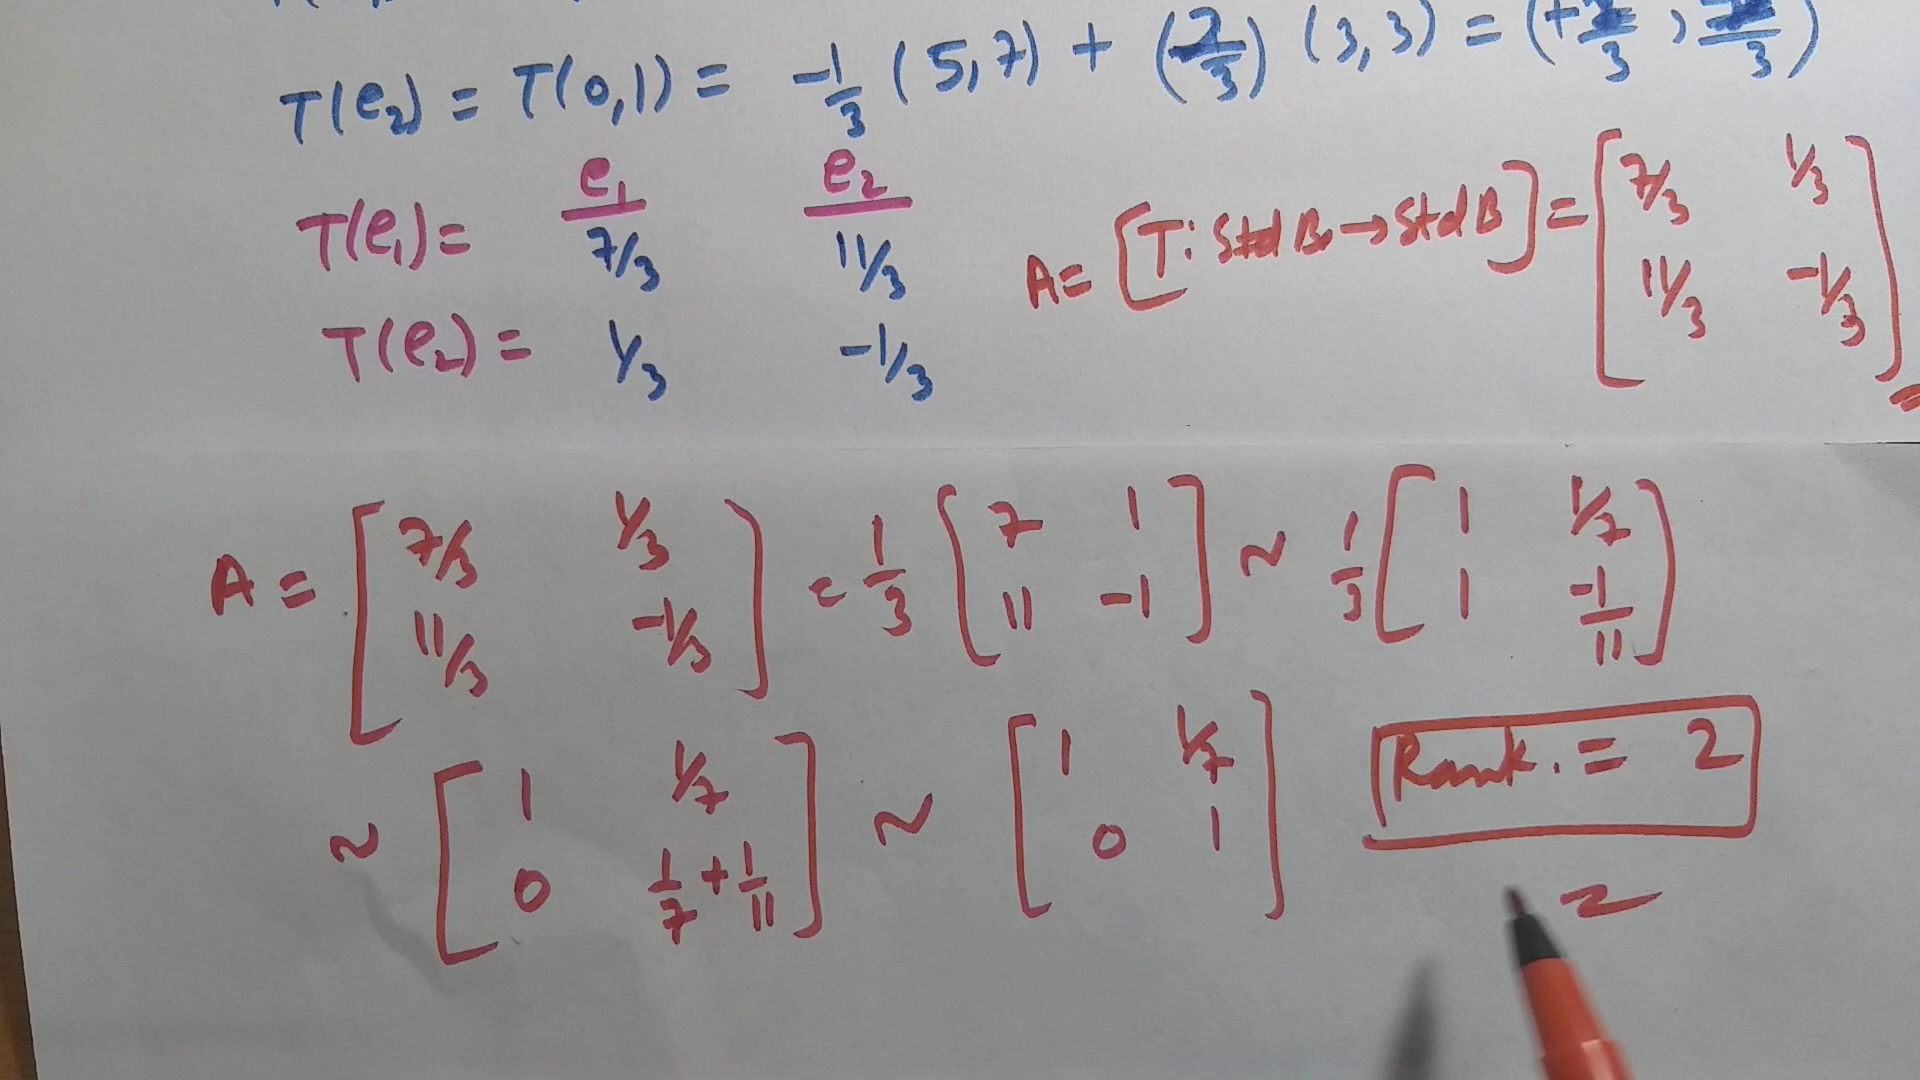 T(e₂) = T(0,1) = -1/3 (5,7) + (2/3) (3,3) = (+ /3, /3)
e₁ e₂
T(e₁) = 7/3 11/3
T(e₂) = 1/3 -1/3
A = [T: Std B → Std B] = [7/3 1/3; 11/3 -1/3]
A = [7/3 1/3; 11/3 -1/3] = 1/3 [7 1; 11 -1] ~ 1/3 [1 1/7; 1 -1/11]
~ [1 1/7; 0 1/7 + 1/11] ~ [1 1/7; 0 1] Rank. = 2